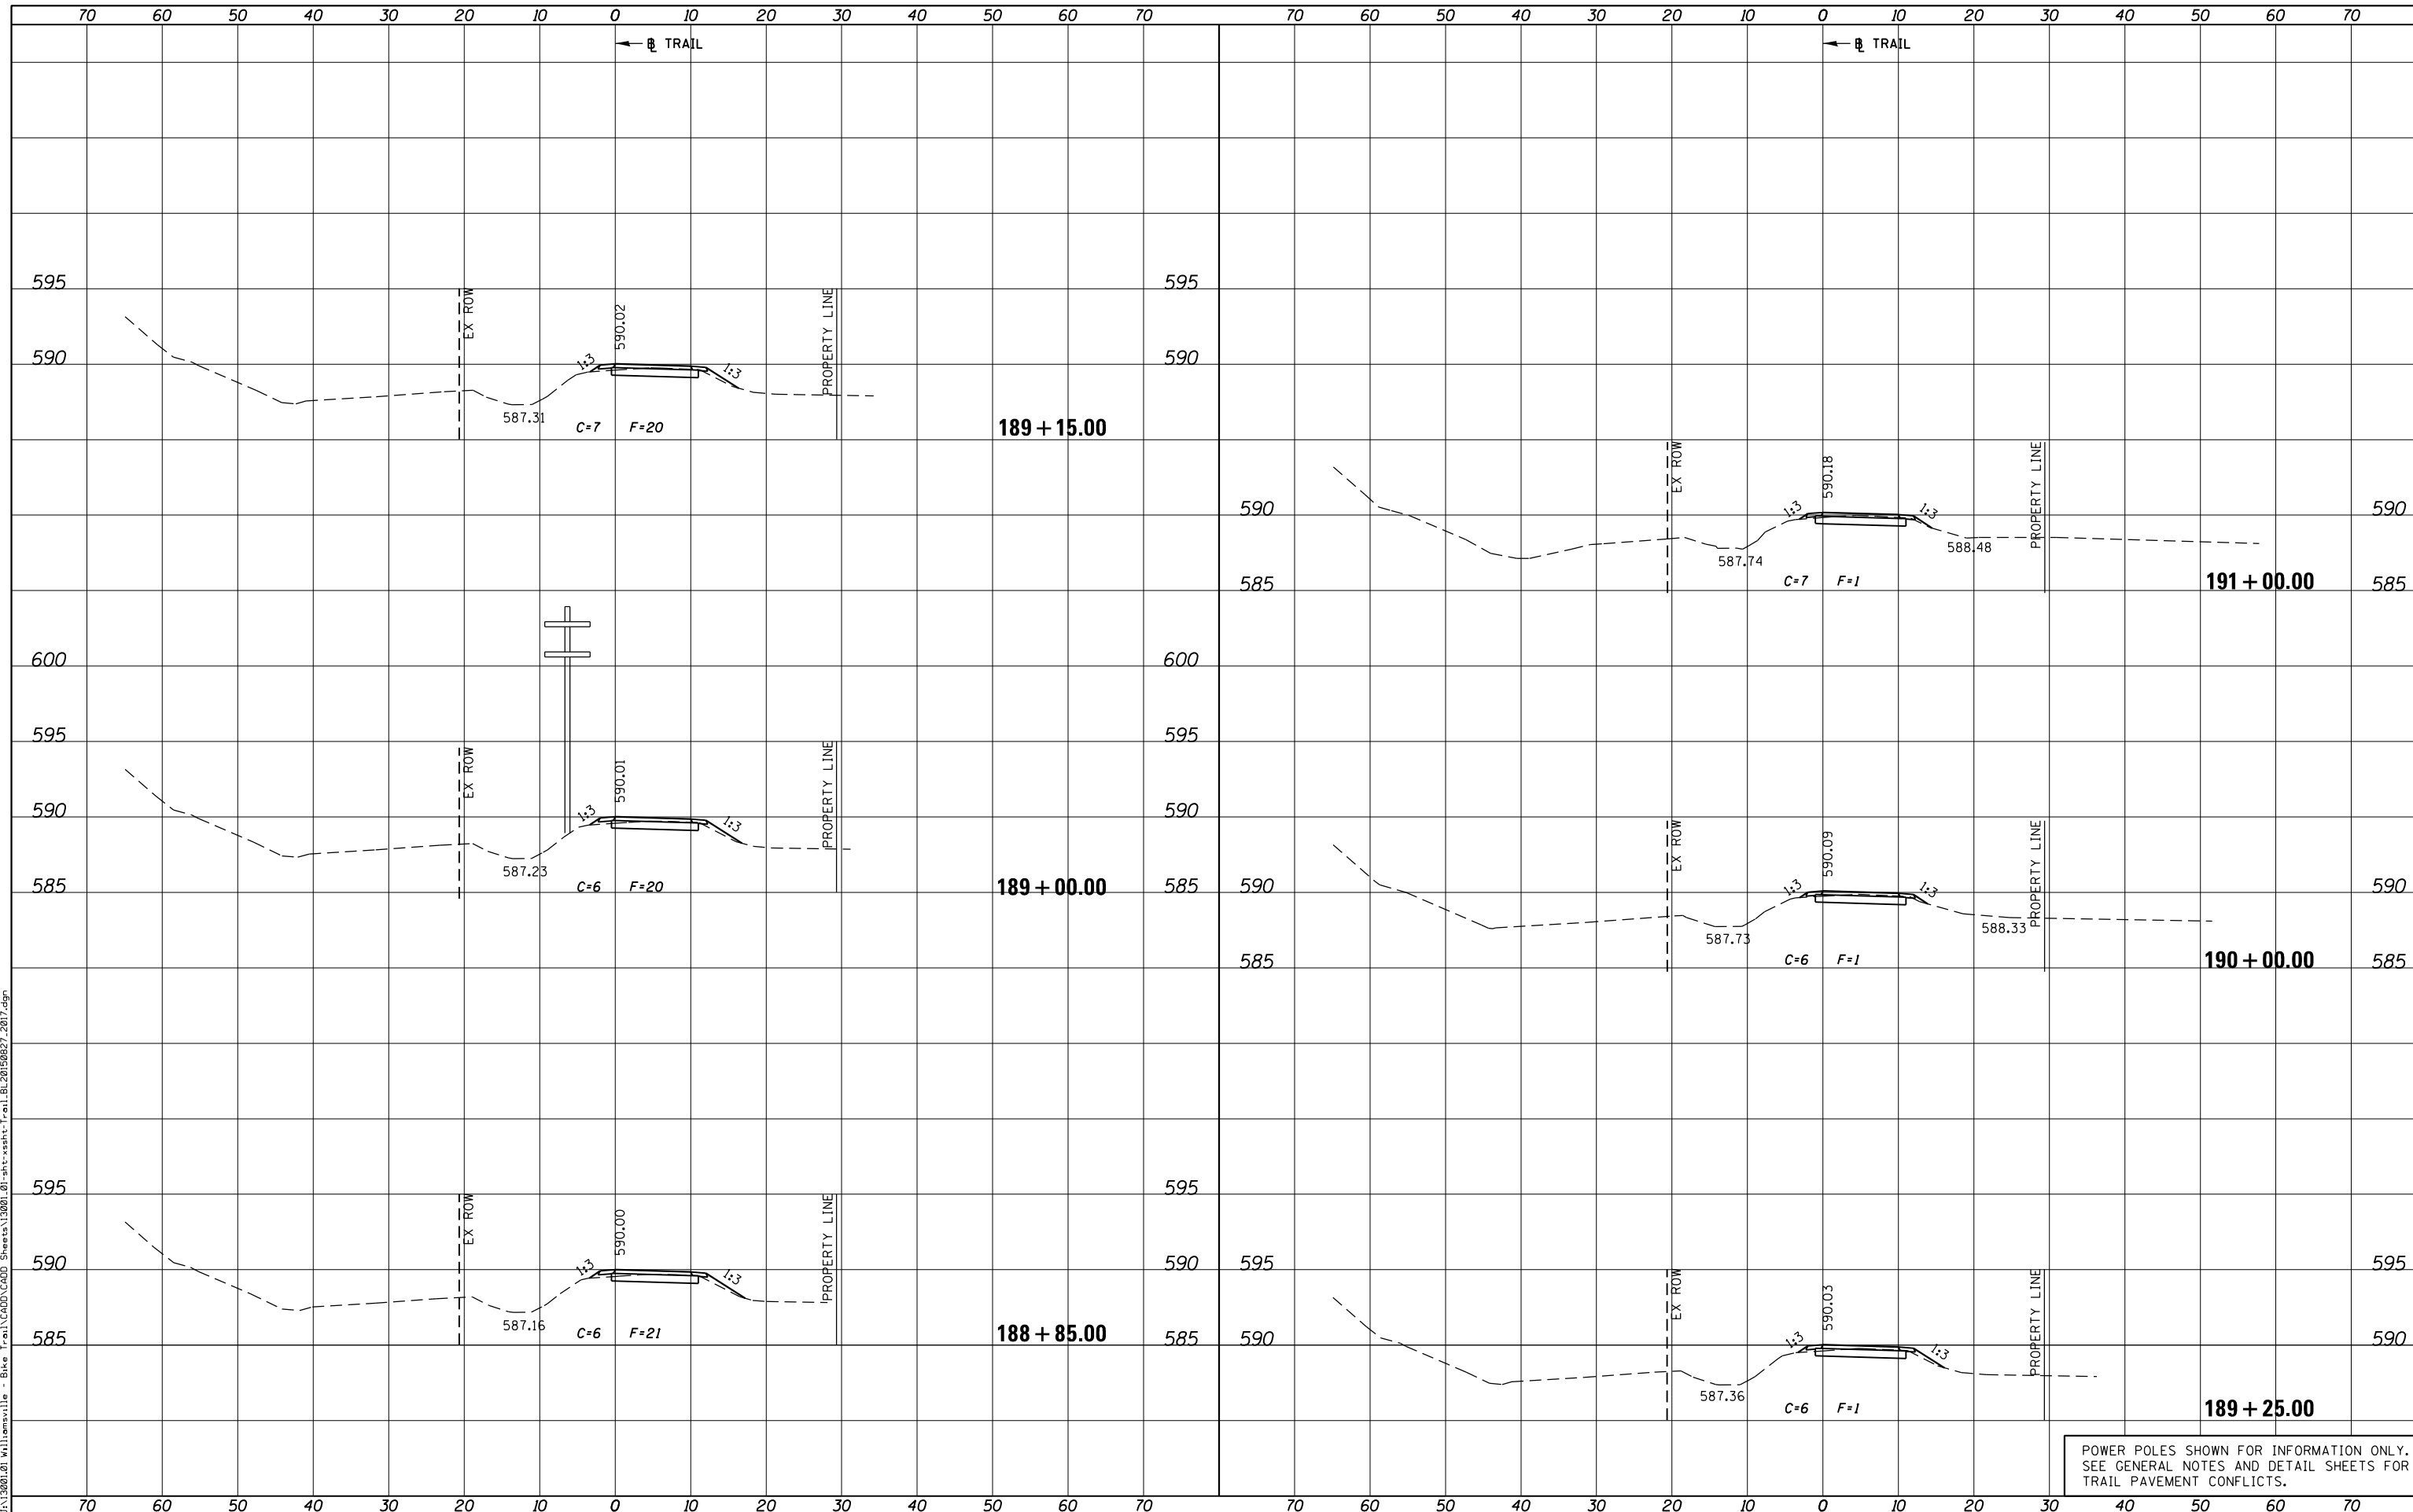 70 60 50 40 30 20 10 0 10 20 30 40 50 60 70 70 60 50 40 30 20 10 0 10 20 30 40 50 60 70
℄ TRAIL
595
EX ROW
590.02
PROPERTY LINE
595
590
1:3
1:3
590
587.31
C=7 F=20
189+15.00
600
600
595
EX ROW
590.01
PROPERTY LINE
595
590
1:3
1:3
590
587.23
585
C=6 F=20
189+00.00
585
595
EX ROW
590.00
PROPERTY LINE
595
590
1:3
1:3
590
587.16
585
C=6 F=21
188+85.00
585
℄ TRAIL
EX ROW
590.18
PROPERTY LINE
590
1:3
1:3
590
587.74
588.48
585
C=7 F=1
191+00.00
585
EX ROW
590.09
PROPERTY LINE
590
1:3
1:3
590
587.73
588.33
585
C=6 F=1
190+00.00
585
595
EX ROW
590.03
PROPERTY LINE
595
590
1:3
1:3
590
587.36
C=6 F=1
189+25.00
POWER POLES SHOWN FOR INFORMATION ONLY.
SEE GENERAL NOTES AND DETAIL SHEETS FOR
TRAIL PAVEMENT CONFLICTS.
70 60 50 40 30 20 10 0 10 20 30 40 50 60 70 70 60 50 40 30 20 10 0 10 20 30 40 50 60 70